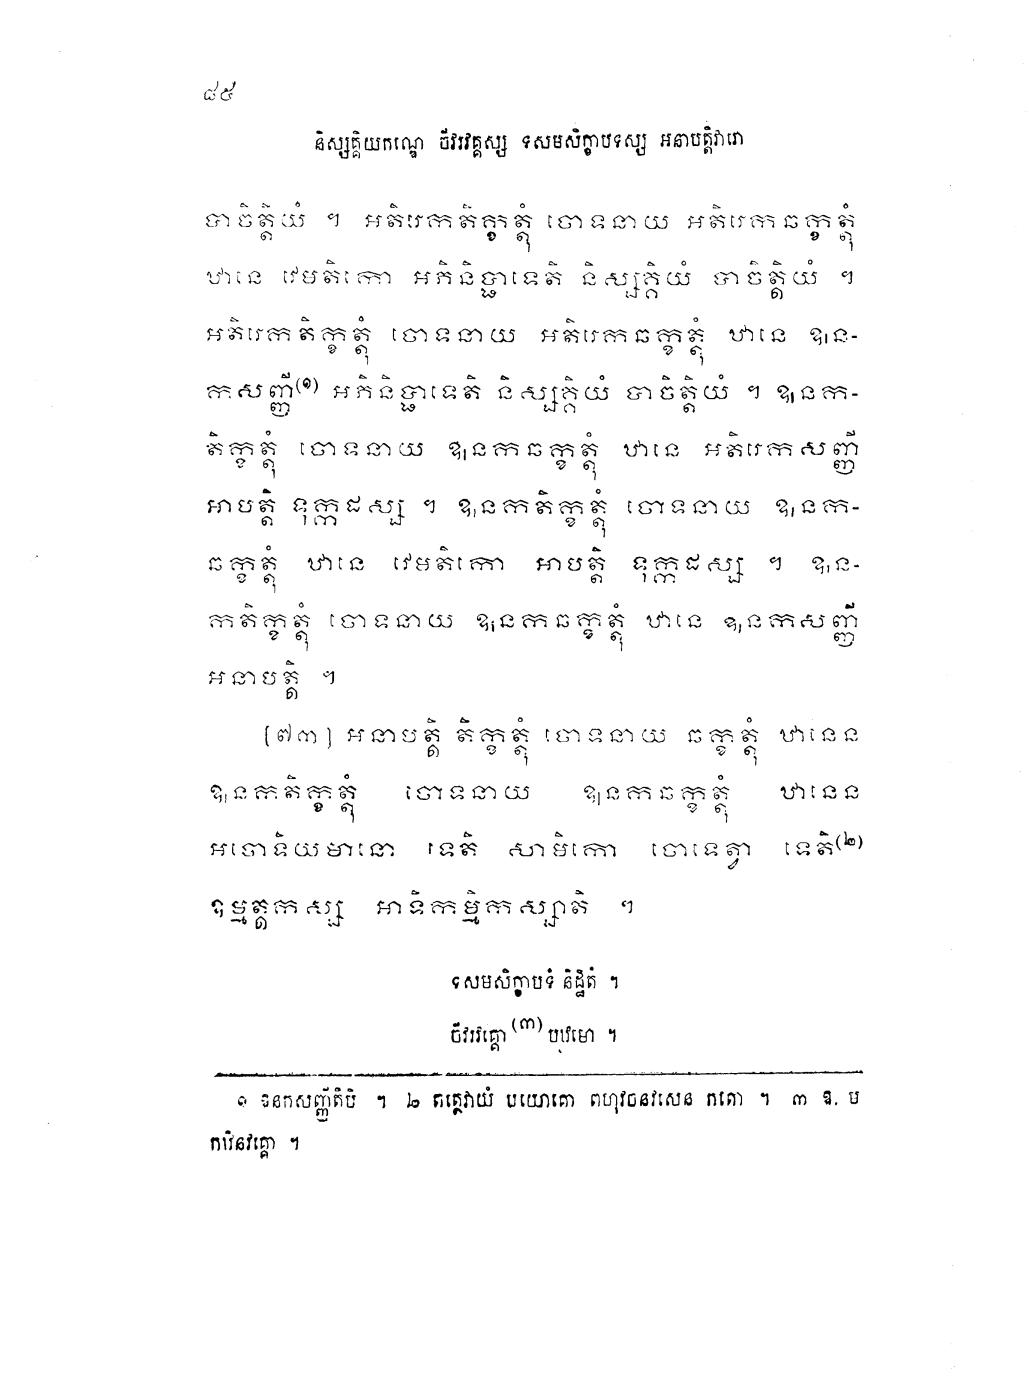 ៨៥
និស្សគ្គិយកណ្ឌេ ចីវរវគ្គស្ស ទសមសិក្ខាបទស្ស អនាបត្តិវារោ
បាចិត្តិយំ ។ អតិរេកតិក្ខត្តុំ ចោទនាយ អតិរេកឆក្ខត្តុំ
ឋានេ វេមតិកោ អភិនិប្ផាទេតិ និស្សគ្គិយំ បាចិត្តិយំ ។
អតិរេកតិក្ខត្តុំ ចោទនាយ អតិរេកឆក្ខត្តុំ ឋានេ ឩន-
កសញ្ញី(១) អភិនិប្ផាទេតិ និស្សគ្គិយំ បាចិត្តិយំ ។ ឩនក-
តិក្ខត្តុំ ចោទនាយ ឩនកឆក្ខត្តុំ ឋានេ អតិរេកសញ្ញី
អាបត្តិ ទុក្កដស្ស ។ ឩនកតិក្ខត្តុំ ចោទនាយ ឩនក-
ឆក្ខត្តុំ ឋានេ វេមតិកោ អាបត្តិ ទុក្កដស្ស ។ ឩន-
កតិក្ខត្តុំ ចោទនាយ ឩនកឆក្ខត្តុំ ឋានេ ឩនកសញ្ញី
អនាបត្តិ ។
[៧៣] អនាបត្តិ តិក្ខត្តុំ ចោទនាយ ឆក្ខត្តុំ ឋានេន
ឩនកតិក្ខត្តុំ ចោទនាយ ឩនកឆក្ខត្តុំ ឋានេន
អចោទិយមានោ ទេតិ សាមិកោ ចោទេត្វា ទេតិ(២)
ឧម្មត្តកស្ស អាទិកម្មិកស្សាតិ ។
ទសមសិក្ខាបទំ និដ្ឋិតំ ។
ចីវរវគ្គោ(៣) បឋមោ ។
១ ឩនកសញ្ញីតិបិ ។ ២ តត្ថេវាយំ បយោគោ ពហុវចនវសេន កតោ ។ ៣ ឱ. ម
កឋិនវគ្គោ ។